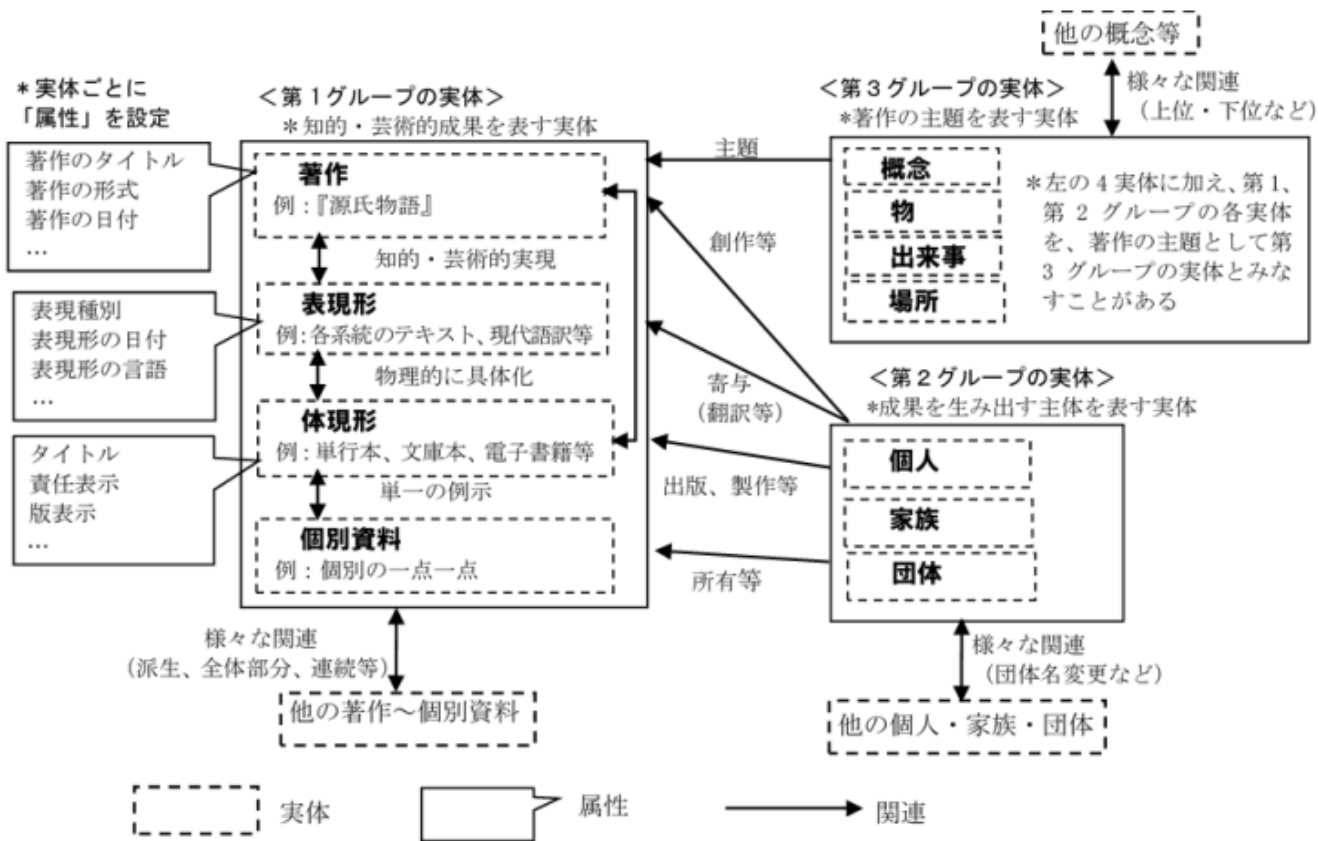 ＊実体ごとに
「属性」を設定
著作のタイトル
著作の形式
著作の日付
…
表現種別
表現形の日付
表現形の言語
…
タイトル
責任表示
版表示
…
＜第１グループの実体＞
＊知的・芸術的成果を表す実体
著作
例：『源氏物語』
知的・芸術的実現
表現形
例：各系統のテキスト、現代語訳等
物理的に具体化
体現形
例：単行本、文庫本、電子書籍等
単一の例示
個別資料
例：個別の一点一点
様々な関連
（派生、全体部分、連続等）
他の著作～個別資料
主題
創作等
寄与
（翻訳等）
出版、製作等
所有等
他の概念等
様々な関連
（上位・下位など）
＜第３グループの実体＞
*著作の主題を表す実体
概念
物
出来事
場所
＊左の４実体に加え、第１、
第２グループの各実体
を、著作の主題として第
３グループの実体とみな
すことがある
＜第２グループの実体＞
*成果を生み出す主体を表す実体
個人
家族
団体
様々な関連
（団体名変更など）
他の個人・家族・団体
実体
属性
関連